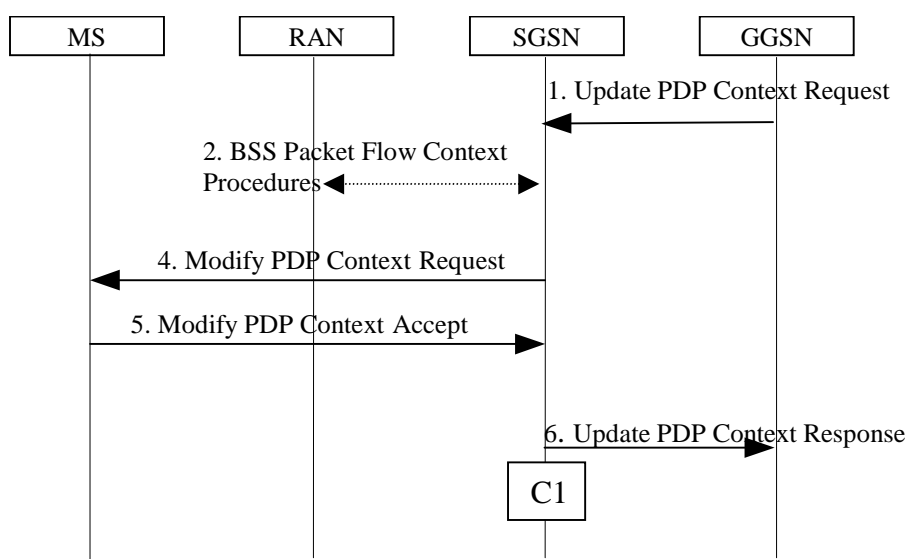 MS
RAN
SGSN
GGSN
1. Update PDP Context Request
2. BSS Packet Flow Context
Procedures
4. Modify PDP Context Request
5. Modify PDP Context Accept
6. Update PDP Context Response
C1